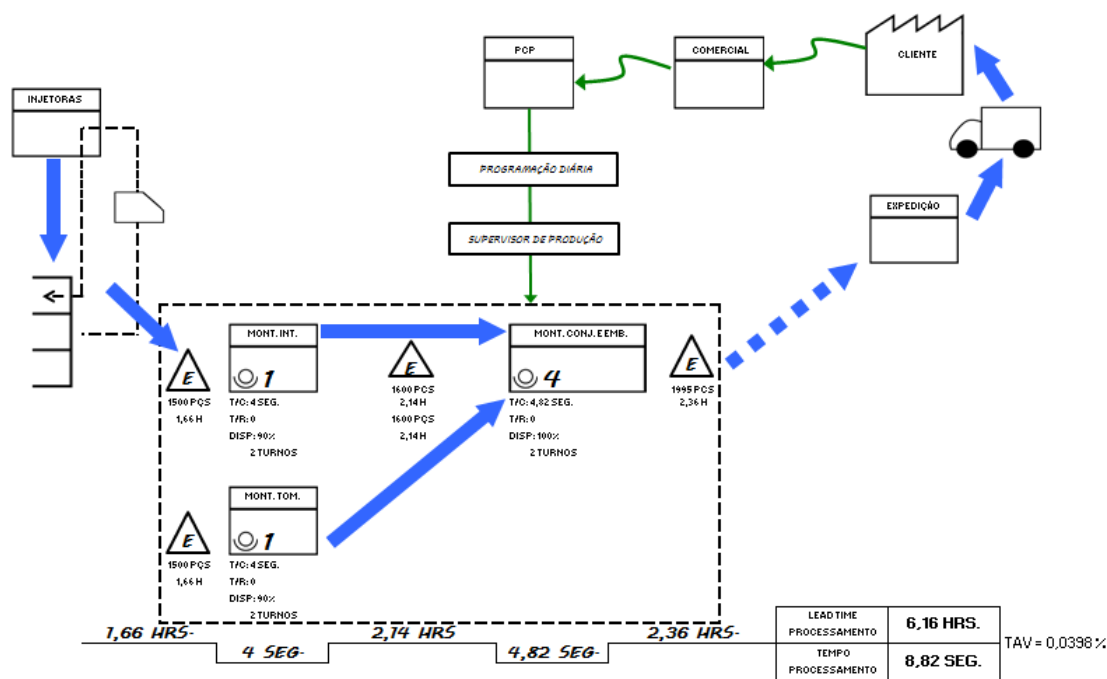 PCP
COMERCIAL
CLIENTE
INJETORAS
PROGRAMAÇÃO DIÁRIA
EXPEDIÇÃO
SUPERVISOR DE PRODUÇÃO
MONT. INT.
E
1
1500 PÇS
1,66 H
T/C: 4 SEG.
T/R: 0
DISP: 90%
2 TURNOS
E
1600 PCS
2,14 H
1600 PCS
2,14 H
MONT. CONJ. E EMB.
4
T/C: 4,82 SEG.
T/R: 0
DISP: 100%
2 TURNOS
E
1995 PCS
2,36 H
MONT. TOM.
E
1
1500 PÇS
1,66 H
T/C: 4 SEG.
T/R: 0
DISP: 90%
2 TURNOS
1,66 HRS-
4 SEG-
2,14 HRS
4,82 SEG-
2,36 HRS-
LEAD TIME PROCESSAMENTO
6,16 HRS.
TEMPO PROCESSAMENTO
8,82 SEG.
TAV = 0,0398%